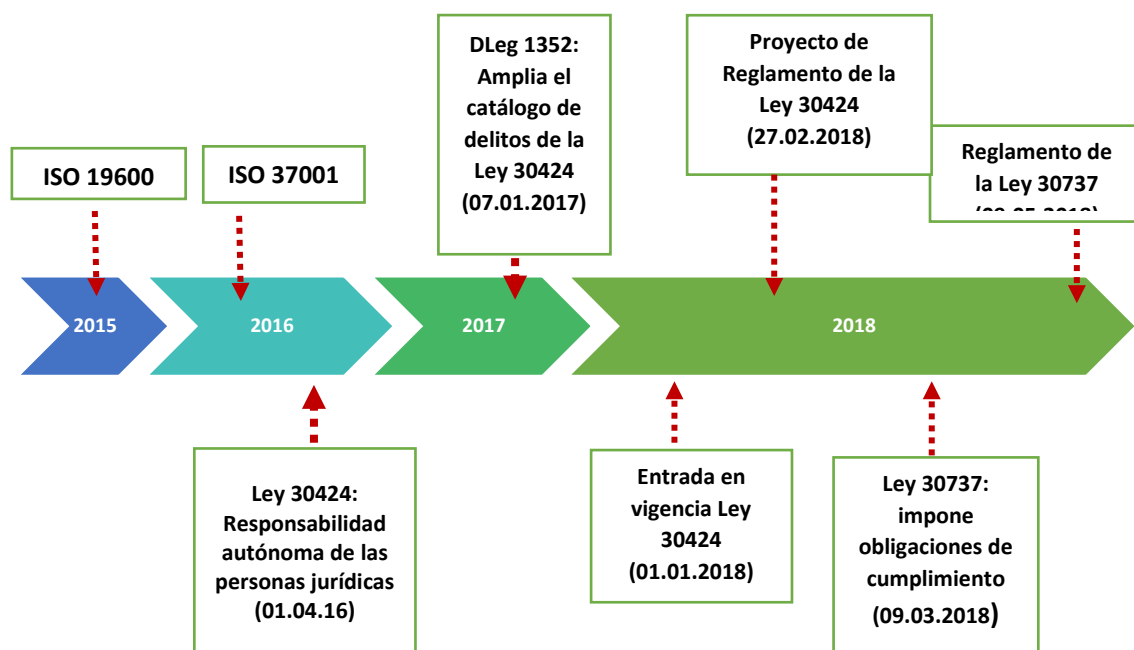 DLeg 1352:
Amplia el
catálogo de
delitos de la
Ley 30424
(07.01.2017)
Proyecto de
Reglamento de la
Ley 30424
(27.02.2018)
ISO 19600
ISO 37001
Reglamento de
la Ley 30737
2015
2016
2017
2018
Ley 30424:
Responsabilidad
autónoma de las
personas jurídicas
(01.04.16)
Entrada en
vigencia Ley
30424
(01.01.2018)
Ley 30737:
impone
obligaciones de
cumplimiento
(09.03.2018)